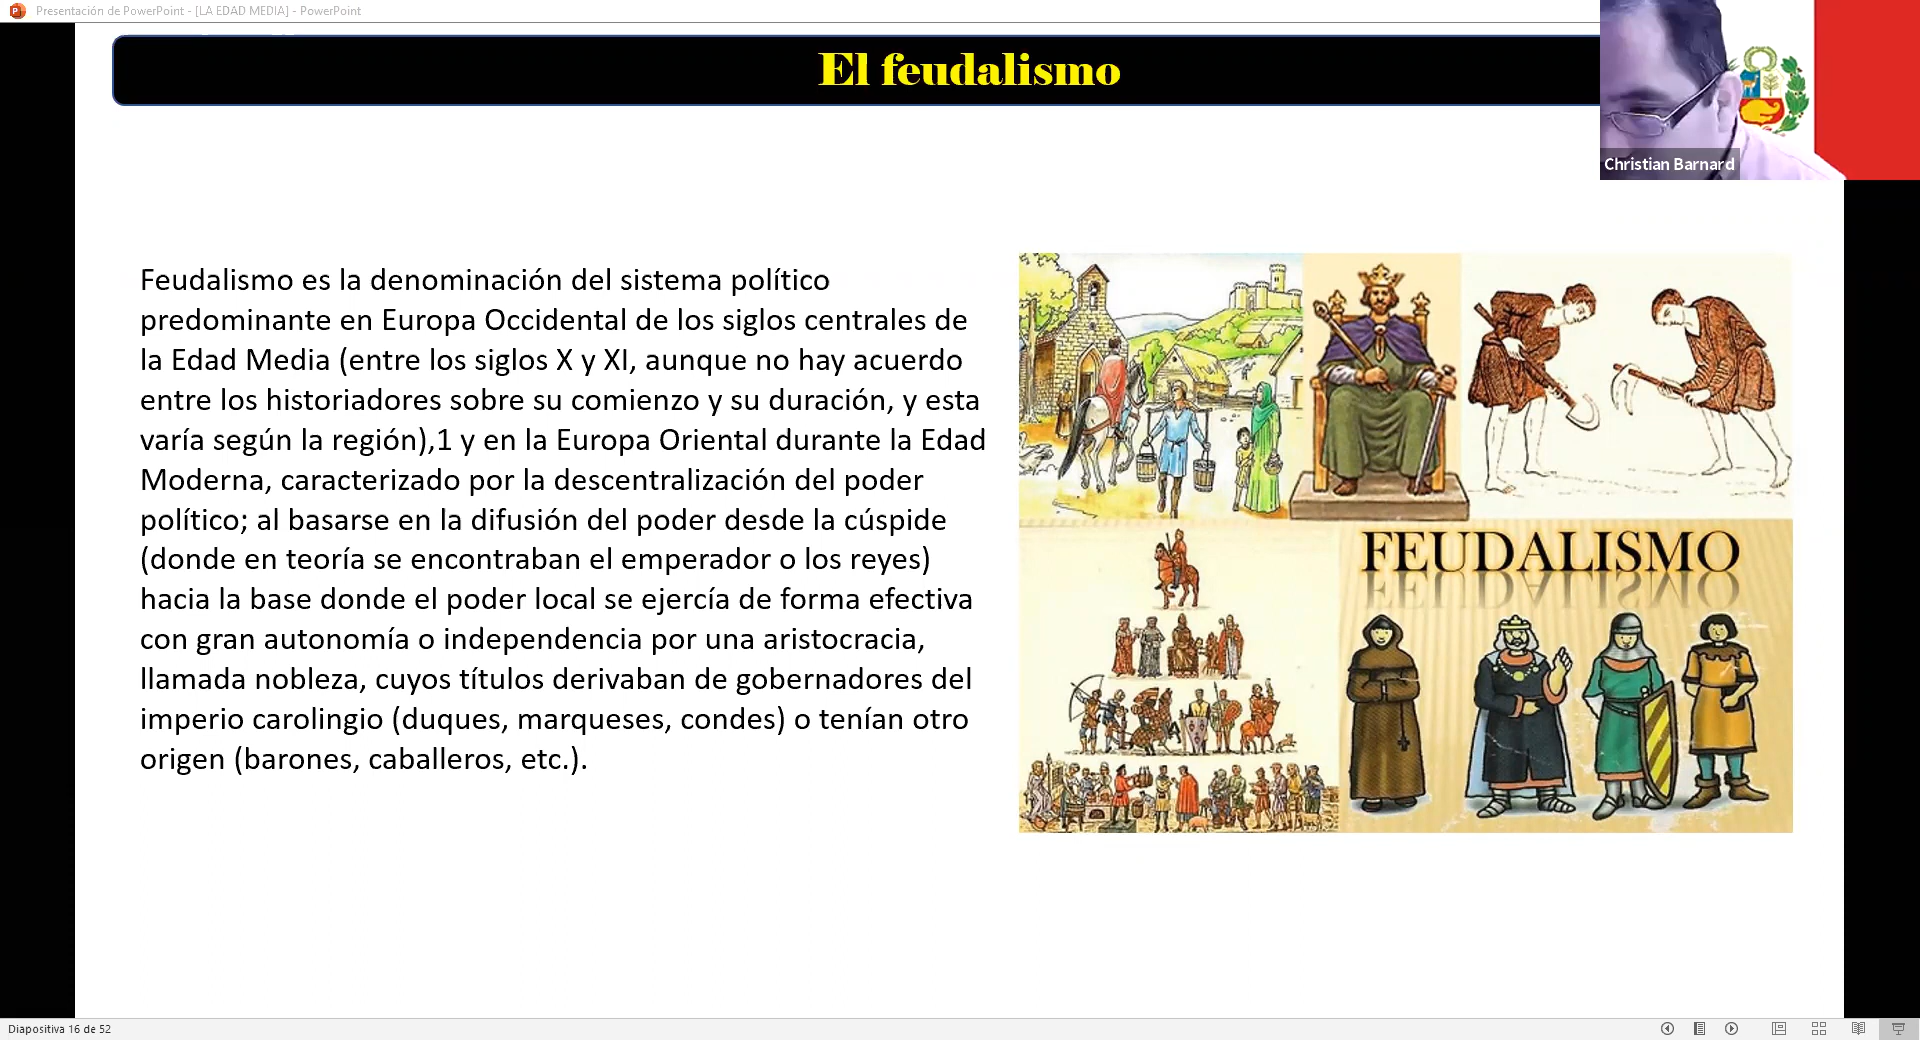 Presentación de PowerPoint - [LA EDAD MEDIA] - PowerPoint
El feudalismo
Christian Barnard
Feudalismo es la denominación del sistema político
predominante en Europa Occidental de los siglos centrales de
la Edad Media (entre los siglos X y XI, aunque no hay acuerdo
entre los historiadores sobre su comienzo y su duración, y esta
varía según la región),1 y en la Europa Oriental durante la Edad
Moderna, caracterizado por la descentralización del poder
político; al basarse en la difusión del poder desde la cúspide
(donde en teoría se encontraban el emperador o los reyes)
hacia la base donde el poder local se ejercía de forma efectiva
con gran autonomía o independencia por una aristocracia,
llamada nobleza, cuyos títulos derivaban de gobernadores del
imperio carolingio (duques, marqueses, condes) o tenían otro
origen (barones, caballeros, etc.).
FEUDALISMO
Diapositiva 16 de 52